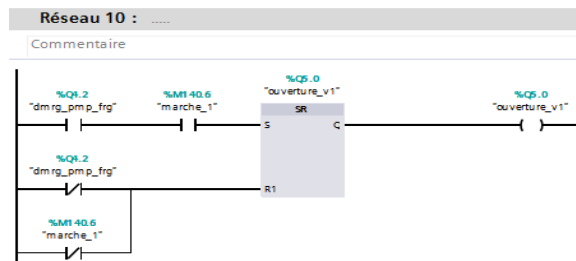 Réseau 10 : .....
Commentaire
%Q4.2
"dmrg_pmp_frg"
%M140.6
"marche_1"
%Q5.0
"ouverture_v1"
SR
S
Q
R1
%Q5.0
"ouverture_v1"
%Q4.2
"dmrg_pmp_frg"
%M140.6
"marche_1"